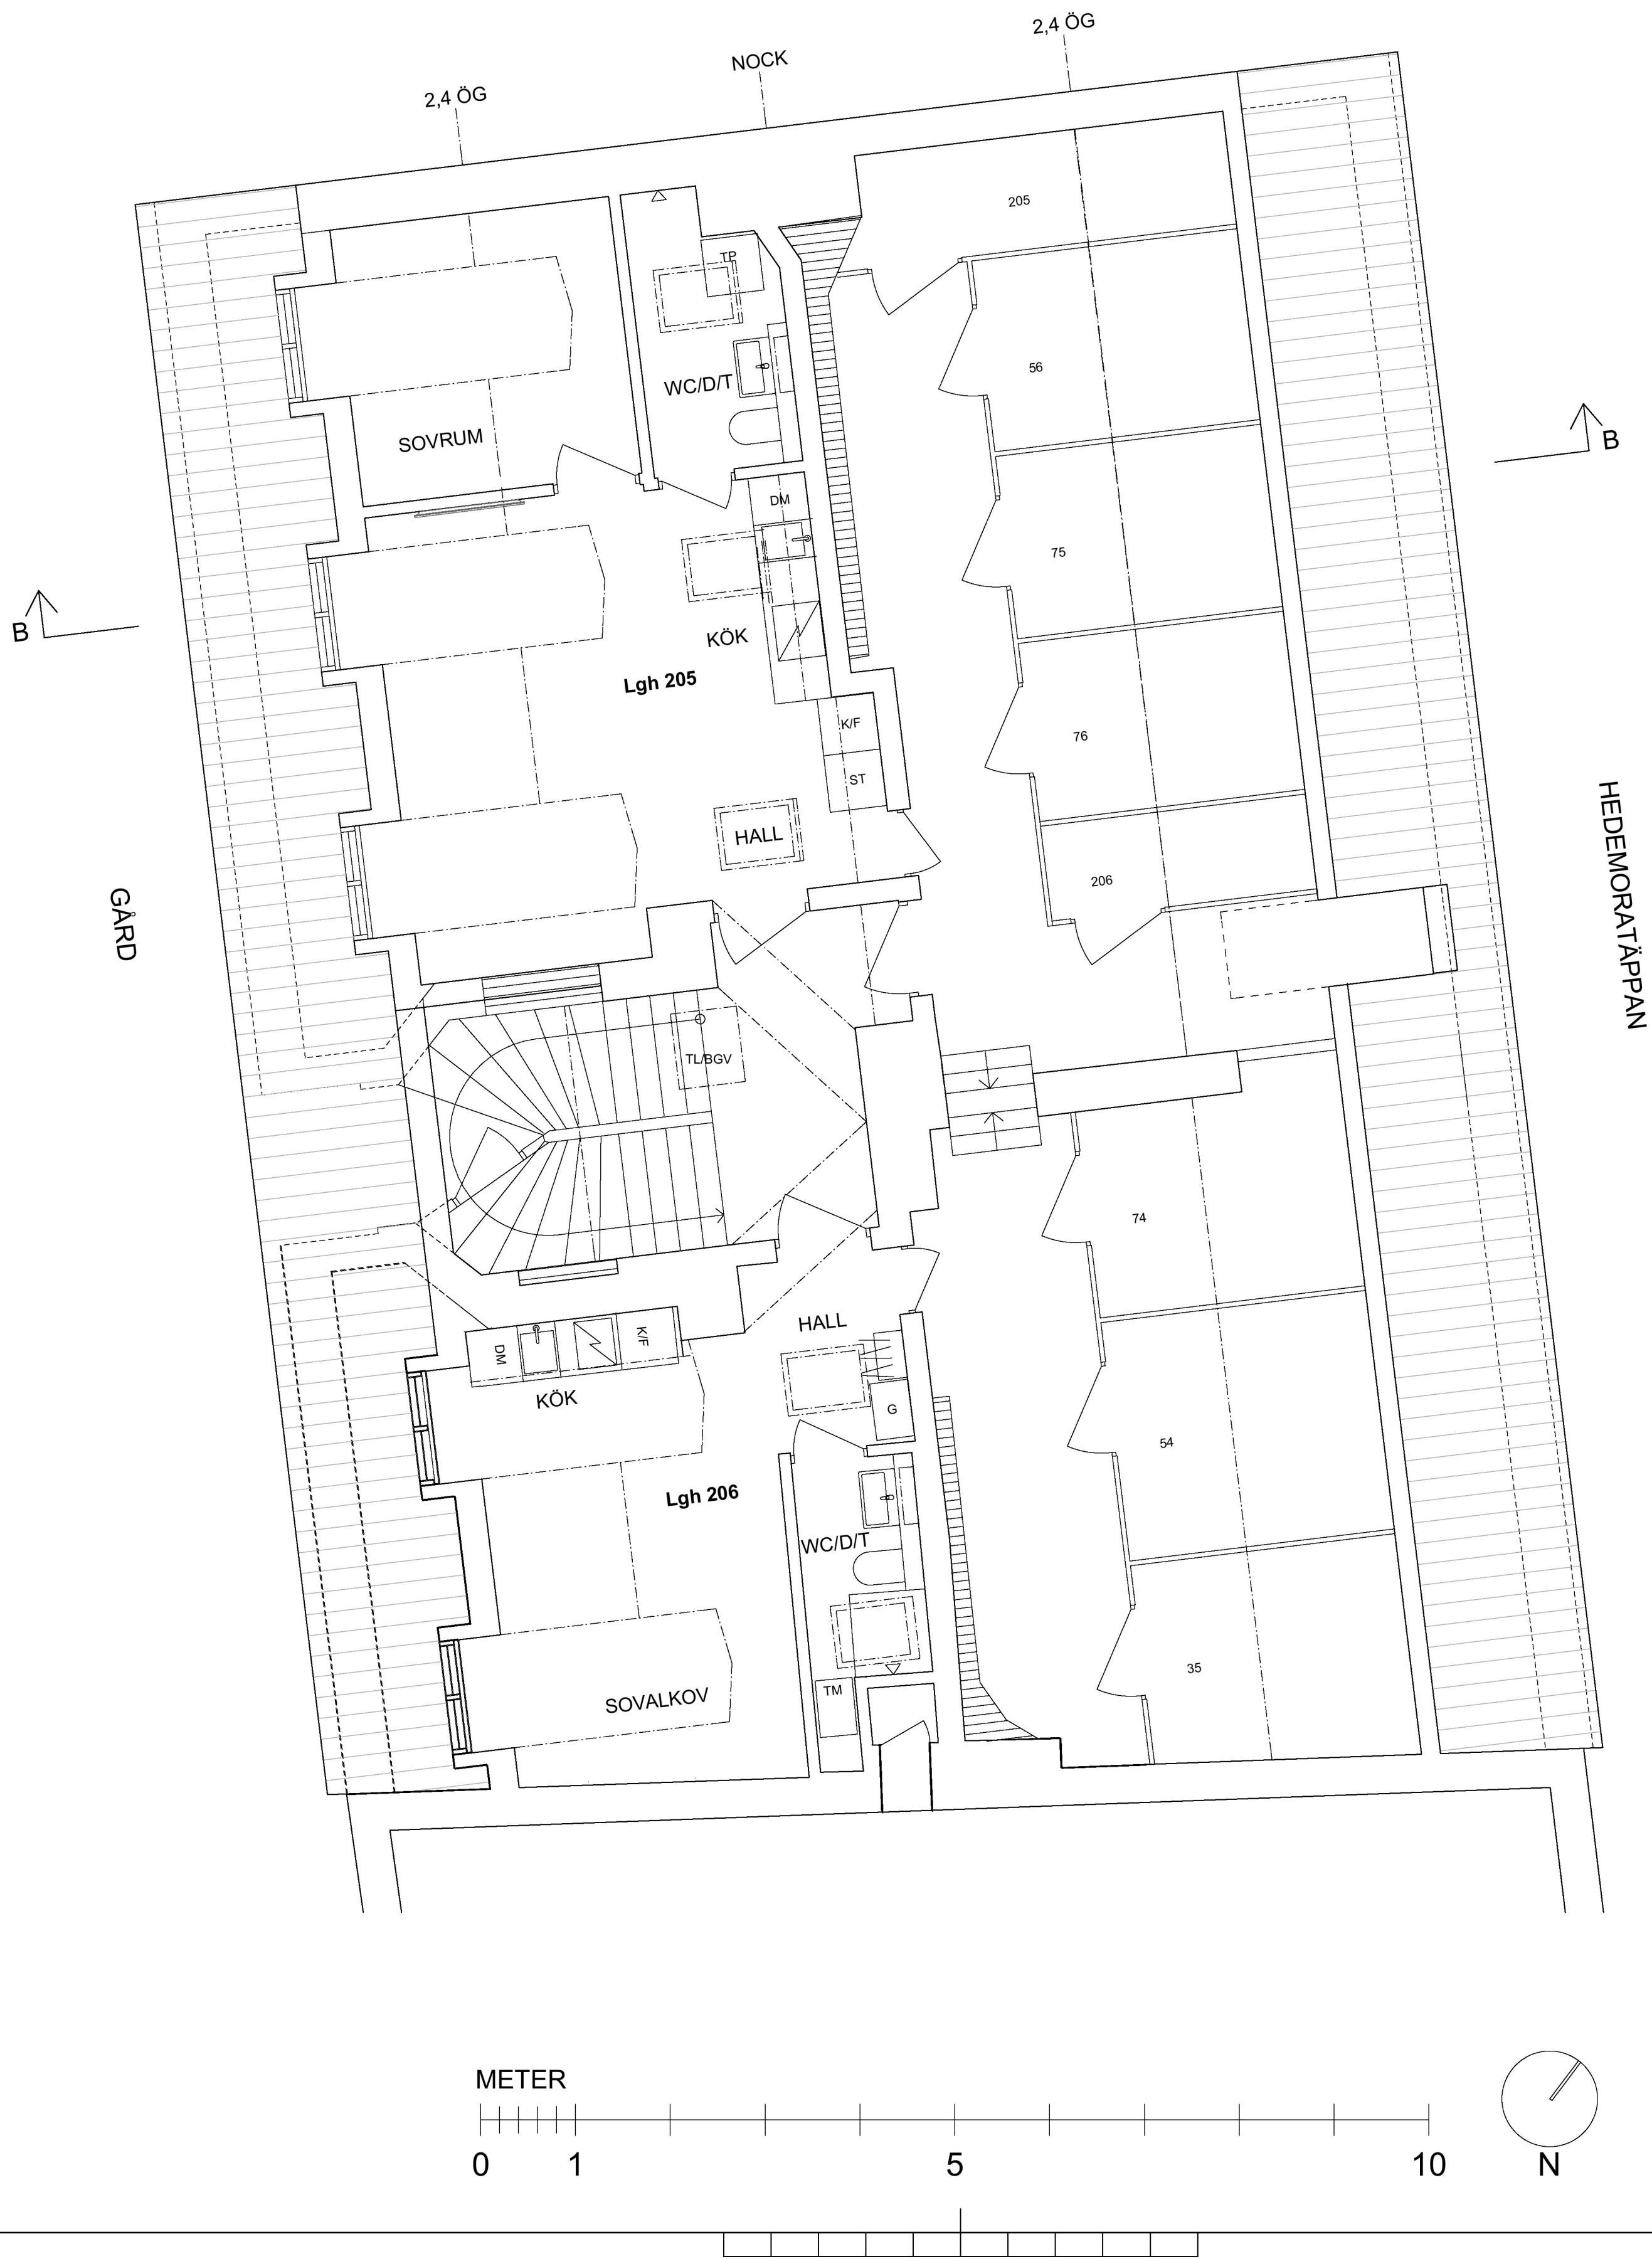 2,4 ÖG
NOCK
2,4 ÖG
205
TP
56
WC/D/T
SOVRUM
B
DM
75
B
KÖK
Lgh 205
K/F
76
ST
HALL
206
GÅRD
HEDEMORATÄPPAN
TL/BGV
74
HALL
DM
K/F
KÖK
G
54
Lgh 206
WC/D/T
35
TM
SOVALKOV
METER
0 1 5 10
N